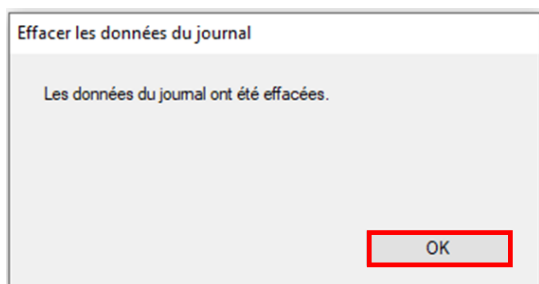 Effacer les données du journal
Les données du journal ont été effacées.
OK